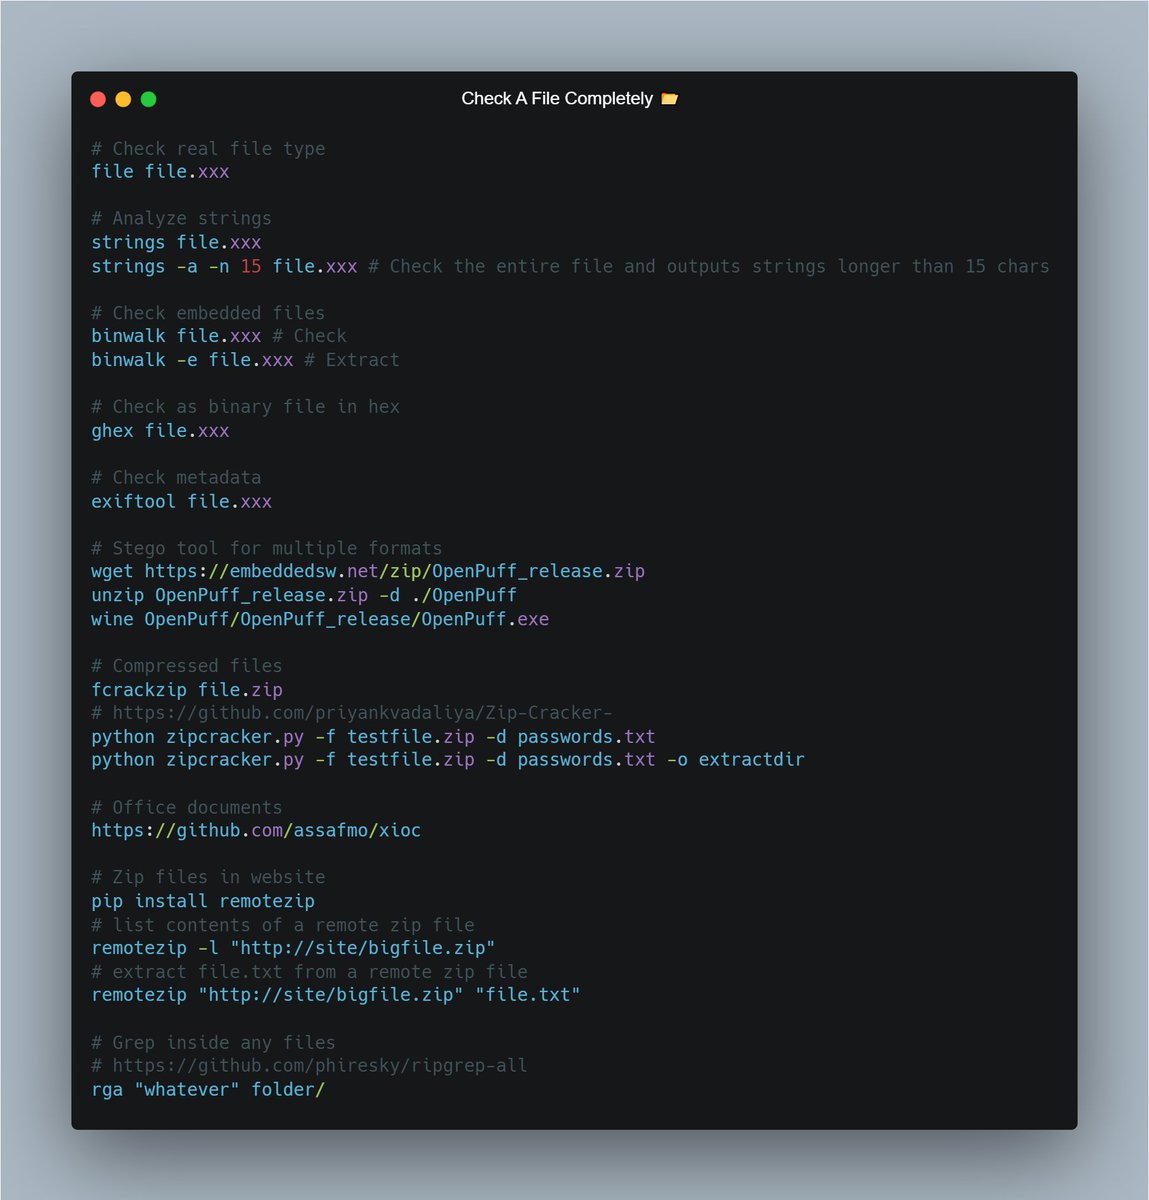 Check A File Completely 📂
# Check real file type
file file.xxx
# Analyze strings
strings file.xxx
strings -a -n 15 file.xxx # Check the entire file and outputs strings longer than 15 chars
# Check embedded files
binwalk file.xxx # Check
binwalk -e file.xxx # Extract
# Check as binary file in hex
ghex file.xxx
# Check metadata
exiftool file.xxx
# Stego tool for multiple formats
wget https://embeddedsw.net/zip/OpenPuff_release.zip
unzip OpenPuff_release.zip -d ./OpenPuff
wine OpenPuff/OpenPuff_release/OpenPuff.exe
# Compressed files
fcrackzip file.zip
# https://github.com/priyankvadaliya/Zip-Cracker-
python zipcracker.py -f testfile.zip -d passwords.txt
python zipcracker.py -f testfile.zip -d passwords.txt -o extractdir
# Office documents
https://github.com/assafmo/xioc
# Zip files in website
pip install remotezip
# list contents of a remote zip file
remotezip -l "http://site/bigfile.zip"
# extract file.txt from a remote zip file
remotezip "http://site/bigfile.zip" "file.txt"
# Grep inside any files
# https://github.com/phiresky/ripgrep-all
rga "whatever" folder/